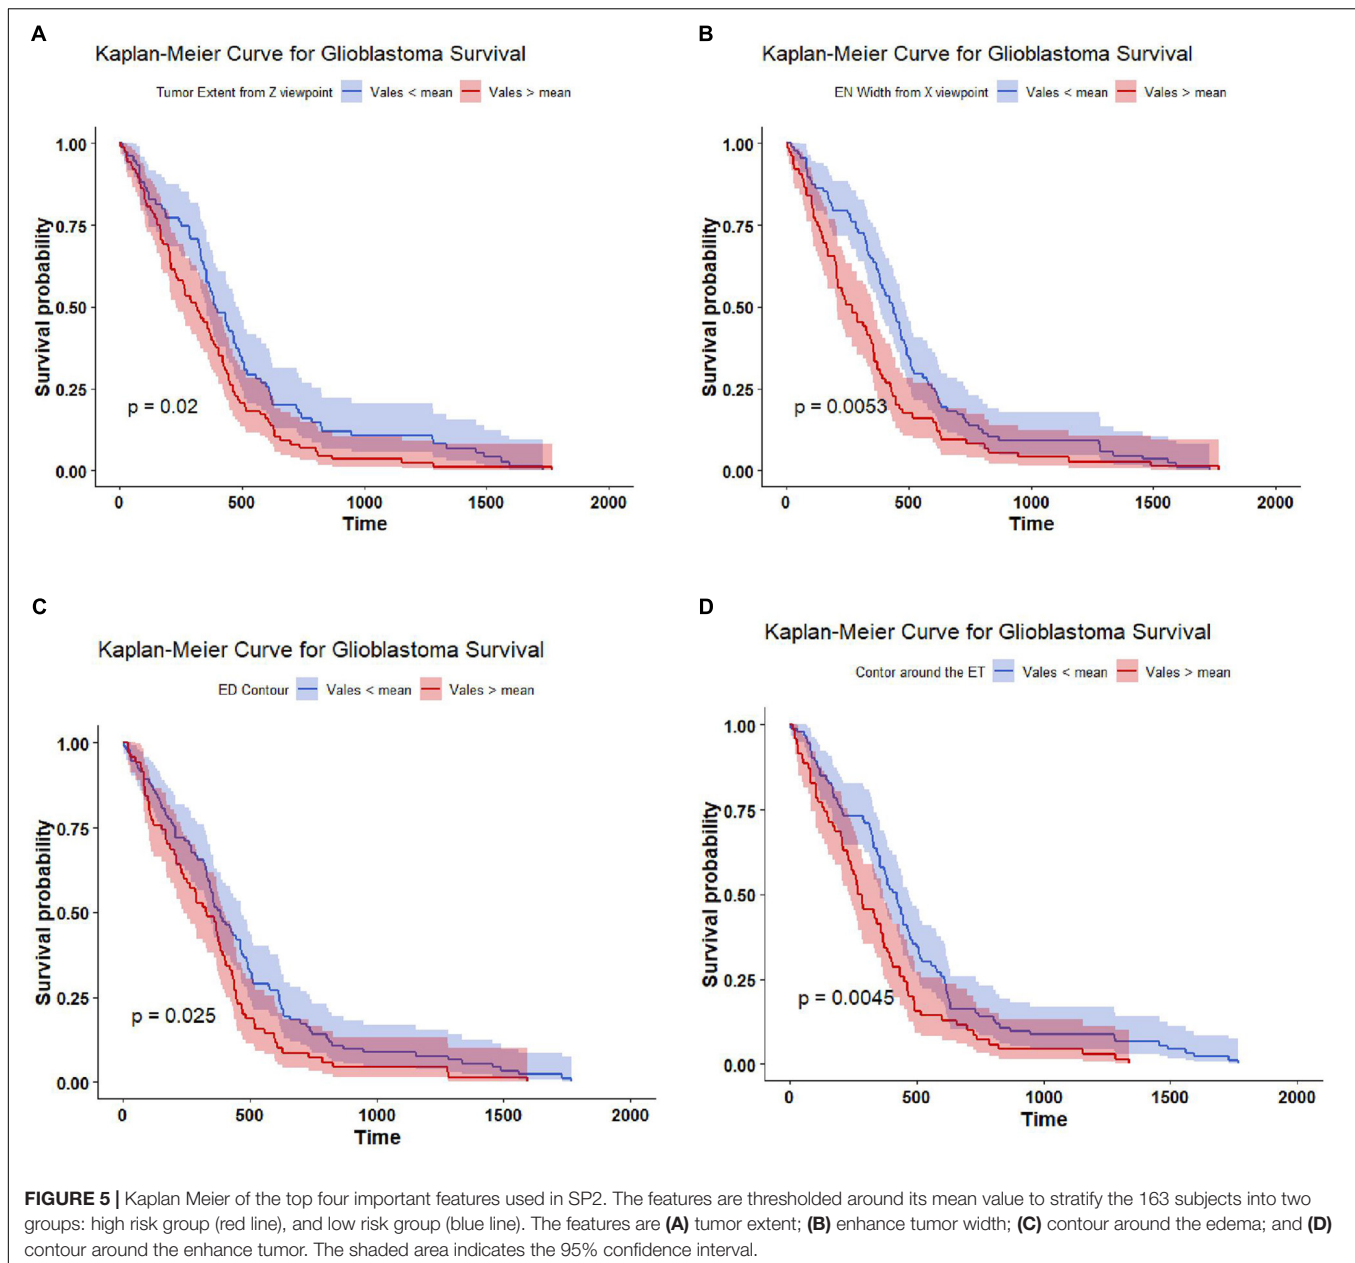 A
Kaplan-Meier Curve for Glioblastoma Survival
Tumor Extent from Z viewpoint Vales < mean Vales > mean
1.00
0.75
0.50
0.25
0.00
Survival probability
p = 0.02
0 500 1000 1500 2000
Time
B
Kaplan-Meier Curve for Glioblastoma Survival
EN Width from X viewpoint Vales < mean Vales > mean
1.00
0.75
0.50
0.25
0.00
Survival probability
p = 0.0053
0 500 1000 1500 2000
Time
C
Kaplan-Meier Curve for Glioblastoma Survival
ED Contour Vales < mean Vales > mean
1.00
0.75
0.50
0.25
0.00
Survival probability
p = 0.025
0 500 1000 1500 2000
Time
D
Kaplan-Meier Curve for Glioblastoma Survival
Contor around the ET Vales < mean Vales > mean
1.00
0.75
0.50
0.25
0.00
Survival probability
p = 0.0045
0 500 1000 1500 2000
Time
FIGURE 5 | Kaplan Meier of the top four important features used in SP2. The features are thresholded around its mean value to stratify the 163 subjects into two
groups: high risk group (red line), and low risk group (blue line). The features are (A) tumor extent; (B) enhance tumor width; (C) contour around the edema; and (D)
contour around the enhance tumor. The shaded area indicates the 95% confidence interval.